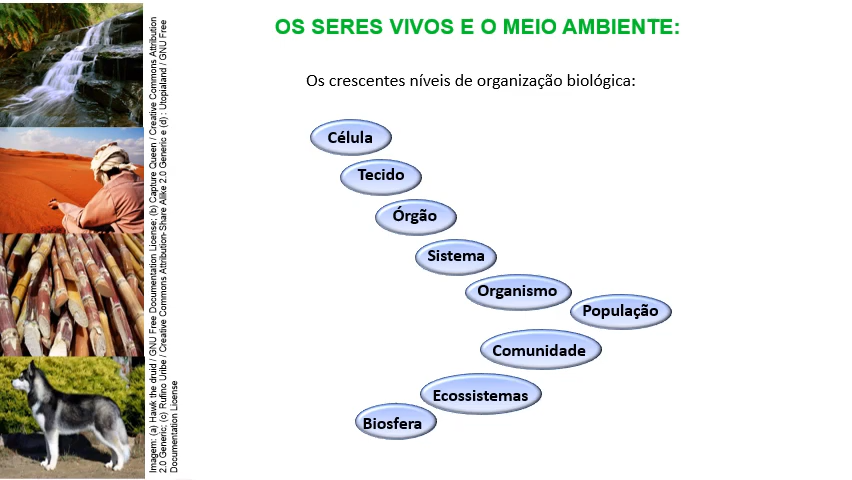 OS SERES VIVOS E O MEIO AMBIENTE:
Os crescentes níveis de organização biológica:
Célula
Tecido
Órgão
Sistema
Organismo
População
Comunidade
Ecossistemas
Biosfera
Imagem: (a) Hawk the druid / GNU Free Documentation License; (b) Capture Queen / Creative Commons Attribution
2.0 Generic; (c) Rufino Uribe / Creative Commons Attribution-Share Alike 2.0 Generic e (d) : Utopialand / GNU Free
Documentation License